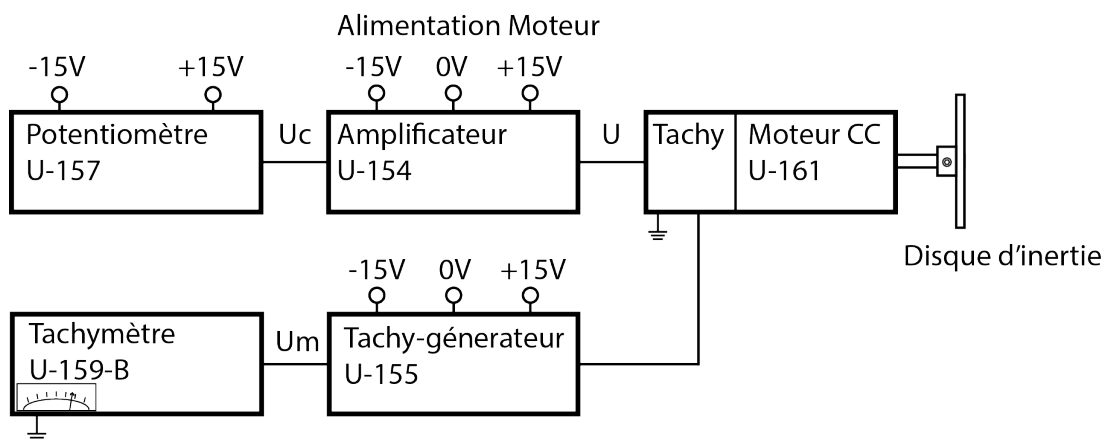 Alimentation Moteur
-15V +15V
-15V 0V +15V
Potentiomètre
U-157
Uc
Amplificateur
U-154
U
Tachy
Moteur CC
U-161
Disque d'inertie
-15V 0V +15V
Tachymètre
U-159-B
Um
Tachy-génerateur
U-155